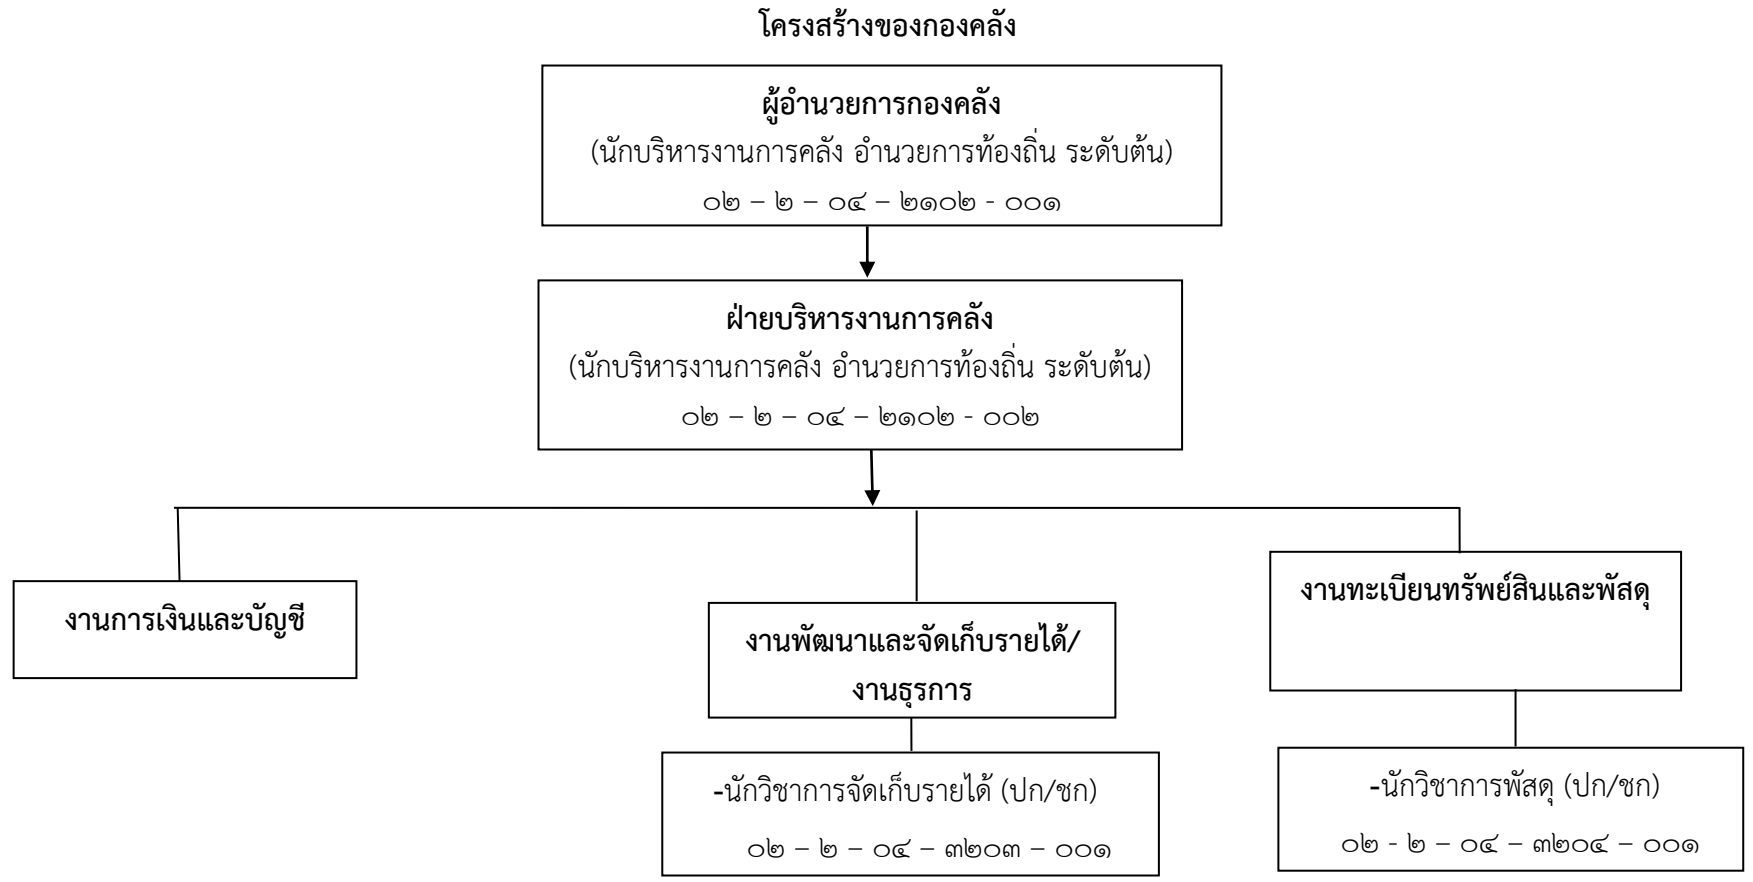 โครงสร้างของกองคลัง
ผู้อำนวยการกองคลัง
(นักบริหารงานการคลัง อำนวยการท้องถิ่น ระดับต้น)
๐๒ – ๒ – ๐๔ – ๒๑๐๒ - ๐๐๑
ฝ่ายบริหารงานการคลัง
(นักบริหารงานการคลัง อำนวยการท้องถิ่น ระดับต้น)
๐๒ – ๒ – ๐๔ – ๒๑๐๒ - ๐๐๒
งานการเงินและบัญชี
งานพัฒนาและจัดเก็บรายได้/
งานธุรการ
-นักวิชาการจัดเก็บรายได้ (ปก/ชก)
๐๒ – ๒ – ๐๔ – ๓๒๐๓ – ๐๐๑
งานทะเบียนทรัพย์สินและพัสดุ
-นักวิชาการพัสดุ (ปก/ชก)
๐๒ - ๒ – ๐๔ – ๓๒๐๔ – ๐๐๑